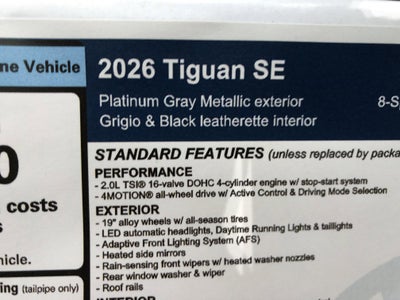 ne Vehicle
2026 Tiguan SE
Platinum Gray Metallic exterior 8-S
Grigio & Black leatherette interior
0
costs
s
hicle.
ing (tailpipe only)
STANDARD FEATURES (unless replaced by packa
PERFORMANCE
- 2.0L TSI® 16-valve DOHC 4-cylinder engine w/ stop-start system
- 4MOTION® all-wheel drive w/ Active Control & Driving Mode Selection
EXTERIOR
- 19" alloy wheels w/ all-season tires
- LED automatic headlights, Daytime Running Lights & taillights
- Adaptive Front Lighting System (AFS)
- Heated side mirrors
- Rain-sensing front wipers w/ heated washer nozzles
- Rear window washer & wiper
- Roof rails